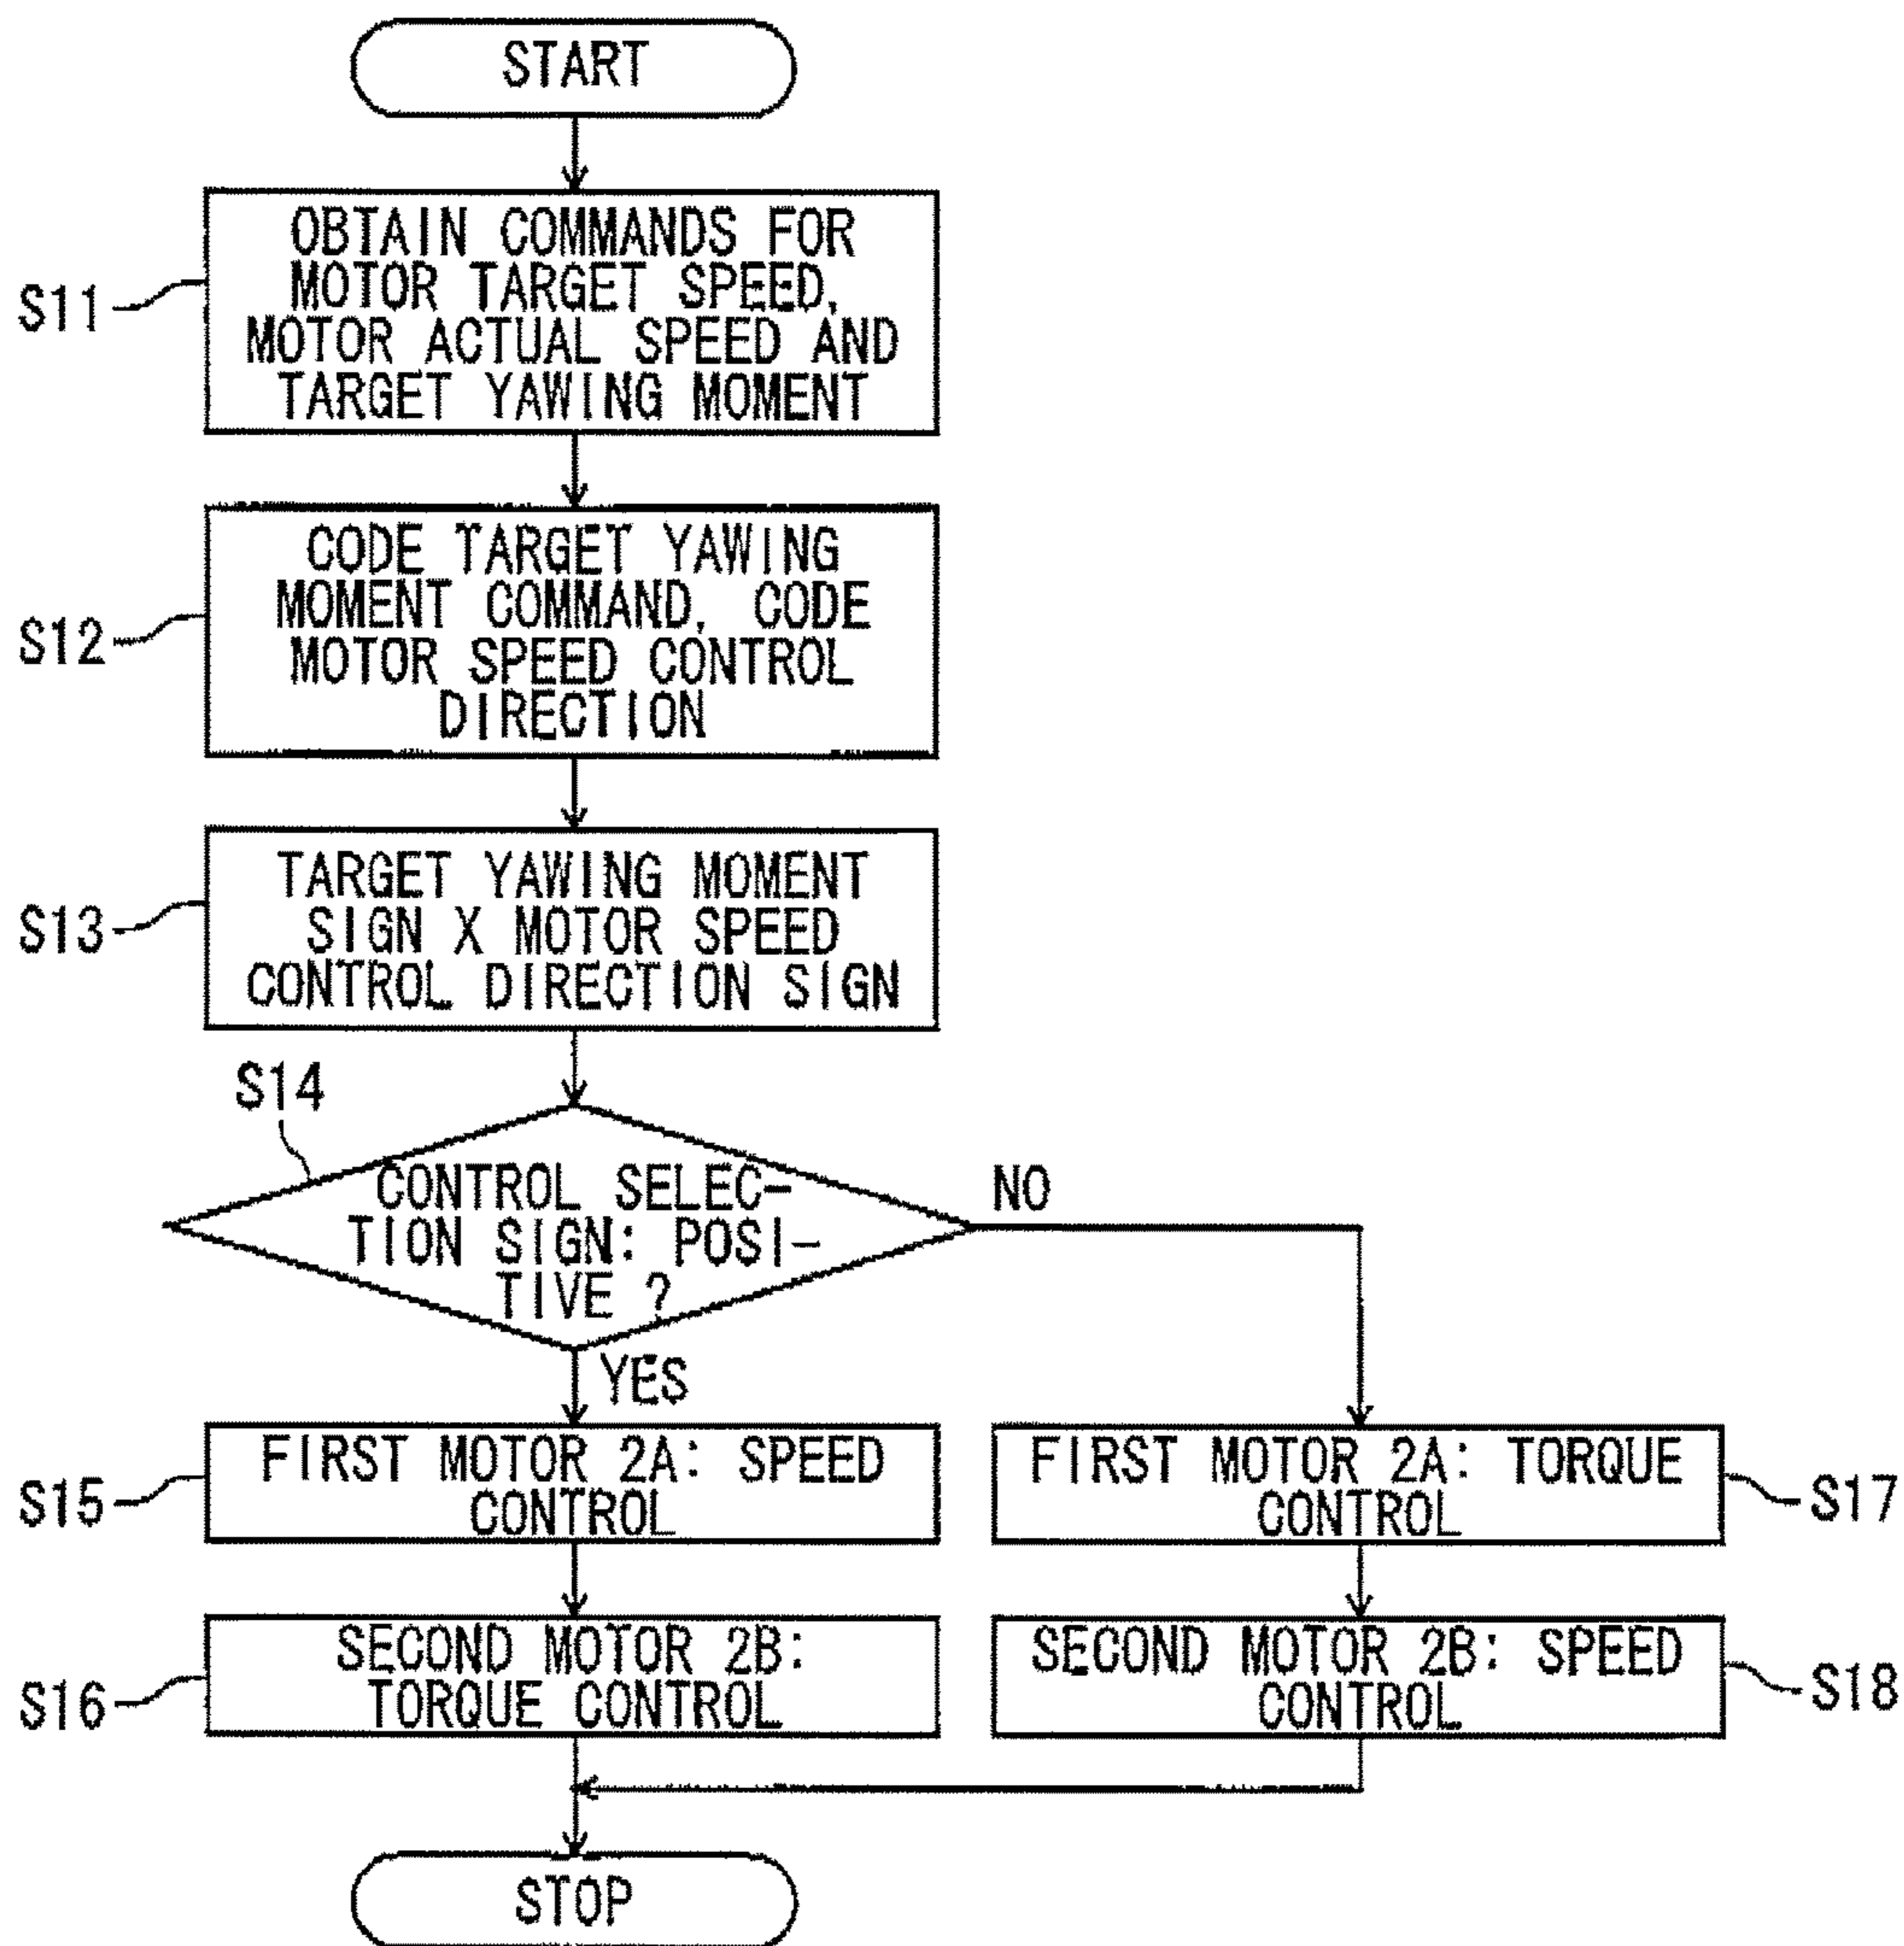 START
OBTAIN COMMANDS FOR
MOTOR TARGET SPEED,
MOTOR ACTUAL SPEED AND
TARGET YAWING MOMENT
S11
CODE TARGET YAWING
MOMENT COMMAND, CODE
MOTOR SPEED CONTROL
DIRECTION
S12
TARGET YAWING MOMENT
SIGN X MOTOR SPEED
CONTROL DIRECTION SIGN
S13
S14
CONTROL SELEC-
TION SIGN: POSI-
TIVE ?
NO
YES
FIRST MOTOR 2A: SPEED
CONTROL
S15
FIRST MOTOR 2A: TORQUE
CONTROL
S17
SECOND MOTOR 2B:
TORQUE CONTROL
S16
SECOND MOTOR 2B: SPEED
CONTROL
S18
STOP